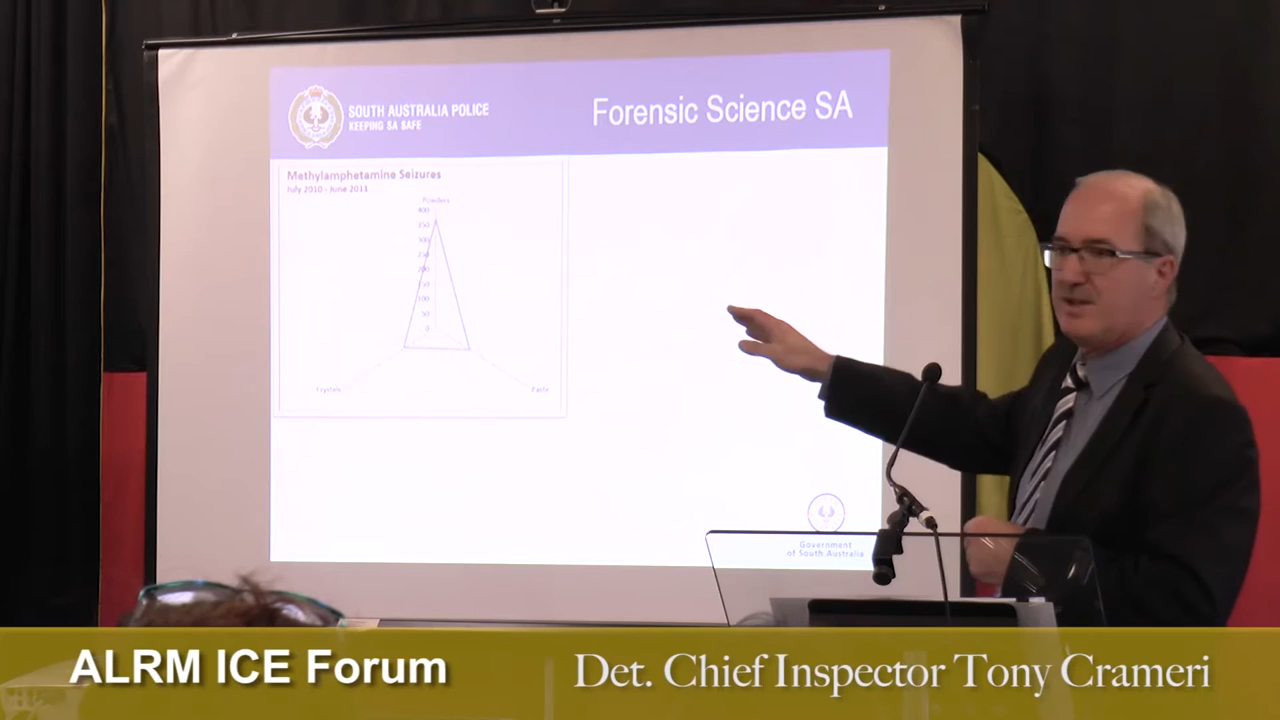 SOUTH AUSTRALIA POLICE
KEEPING SA SAFE
Forensic Science SA
Methylamphetamine Seizures
July 2010 - June 2011
Powders
400
350
300
250
200
150
100
50
0
Crystals
Paste
Government
of South Australia
ALRM ICE Forum
Det. Chief Inspector Tony Crameri